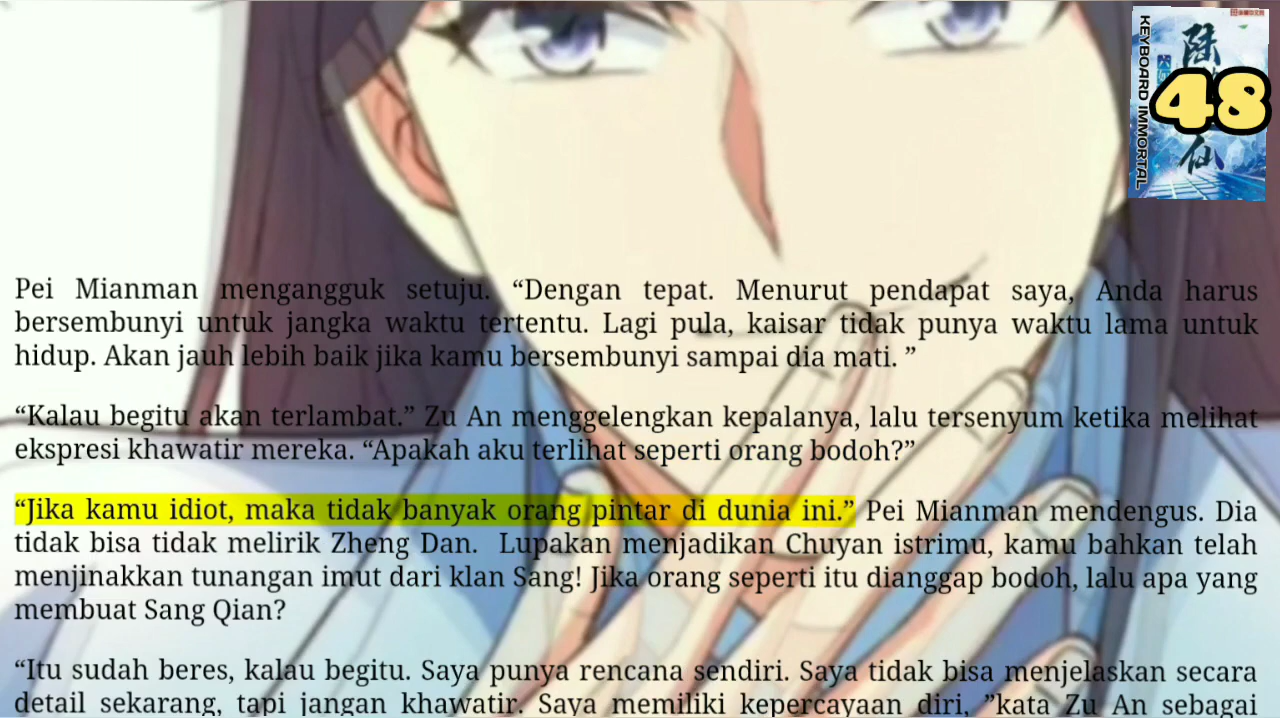 KEYBOARD IMMORTAL
48
Pei Mianman mengangguk setuju. “Dengan tepat. Menurut pendapat saya, Anda harus
bersembunyi untuk jangka waktu tertentu. Lagi pula, kaisar tidak punya waktu lama untuk
hidup. Akan jauh lebih baik jika kamu bersembunyi sampai dia mati. ”
“Kalau begitu akan terlambat.” Zu An menggelengkan kepalanya, lalu tersenyum ketika melihat
ekspresi khawatir mereka. “Apakah aku terlihat seperti orang bodoh?”
“Jika kamu idiot, maka tidak banyak orang pintar di dunia ini.” Pei Mianman mendengus. Dia
tidak bisa tidak melirik Zheng Dan.  Lupakan menjadikan Chuyan istrimu, kamu bahkan telah
menjinakkan tunangan imut dari klan Sang! Jika orang seperti itu dianggap bodoh, lalu apa yang
membuat Sang Qian?
“Itu sudah beres, kalau begitu. Saya punya rencana sendiri. Saya tidak bisa menjelaskan secara
detail sekarang, tapi jangan khawatir. Saya memiliki kepercayaan diri, ”kata Zu An sebagai